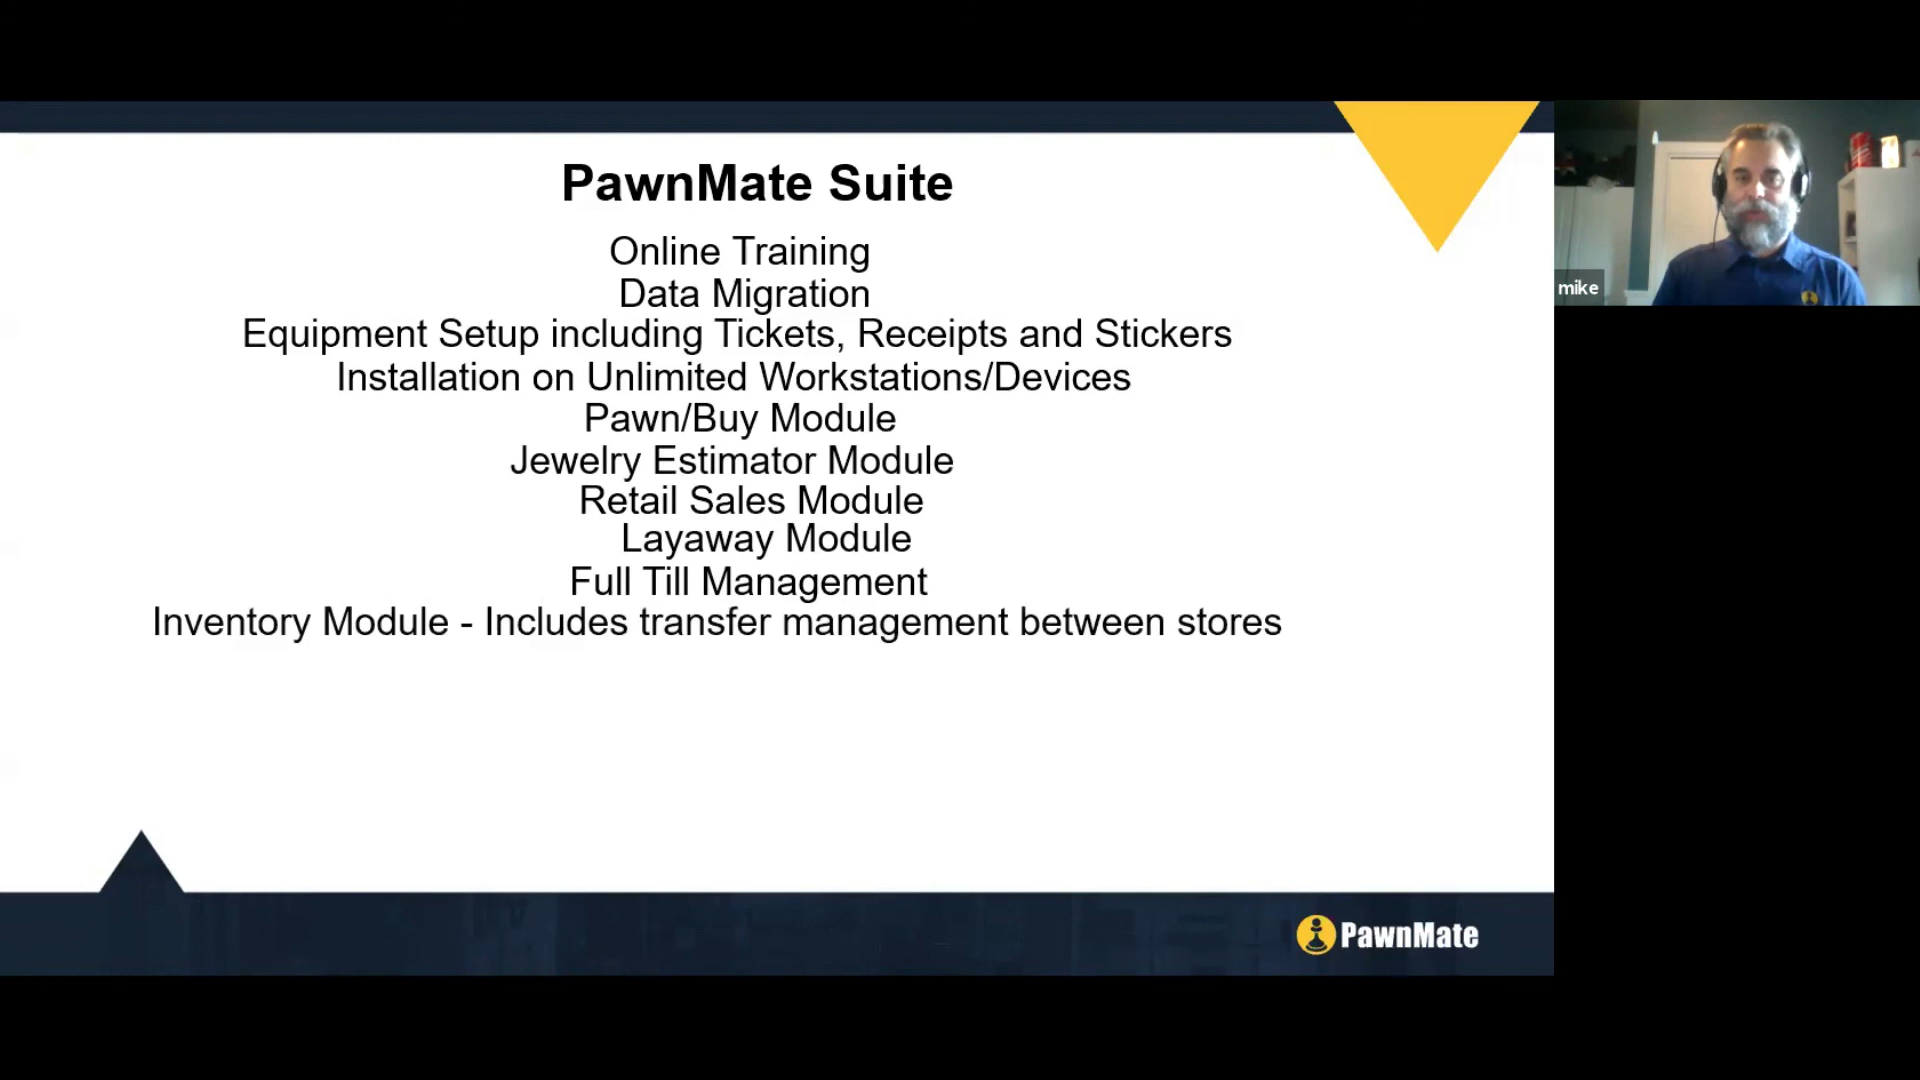 PawnMate Suite
Online Training
Data Migration
Equipment Setup including Tickets, Receipts and Stickers
Installation on Unlimited Workstations/Devices
Pawn/Buy Module
Jewelry Estimator Module
Retail Sales Module
Layaway Module
Full Till Management
Inventory Module - Includes transfer management between stores
mike
PawnMate